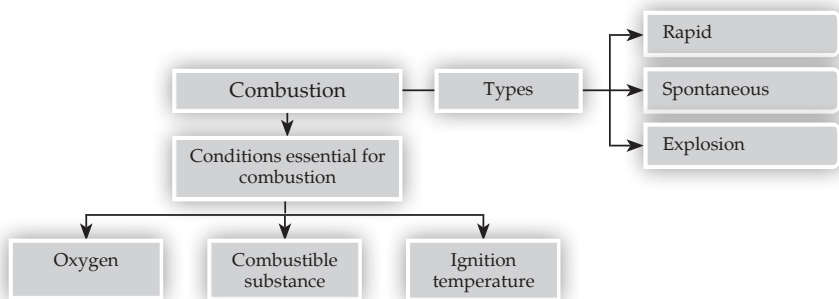 Rapid
Combustion
Types
Spontaneous
Explosion
Conditions essential for
combustion
Oxygen
Combustible
substance
Ignition
temperature